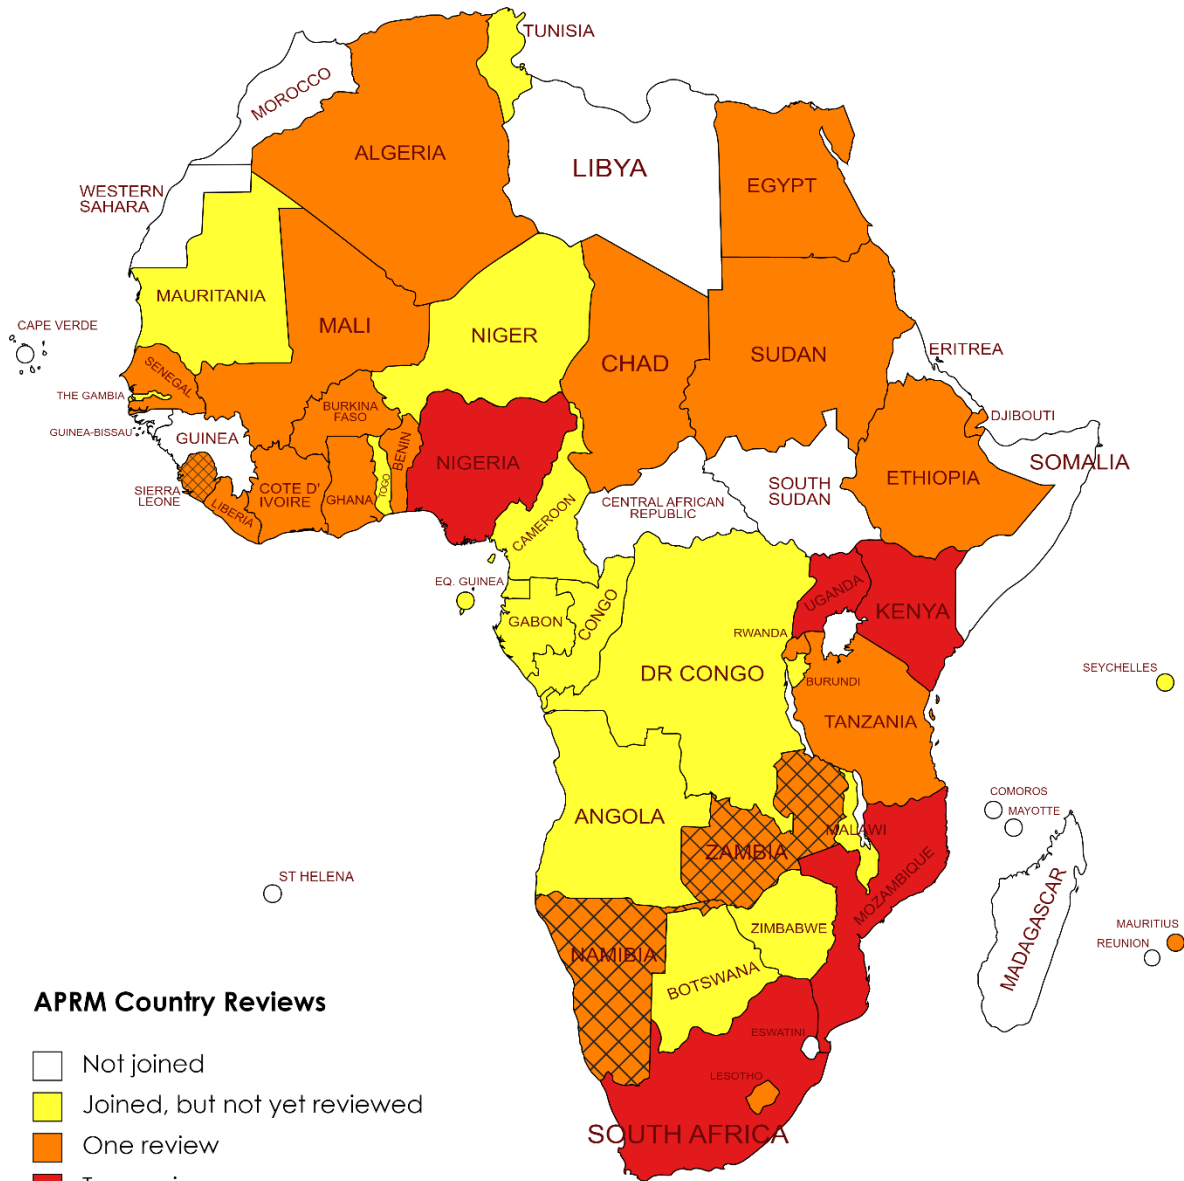 TUNISIA
MOROCCO
ALGERIA
LIBYA
EGYPT
WESTERN
SAHARA
MAURITANIA
MALI
NIGER
CHAD
SUDAN
ERITREA
CAPE VERDE
SENEGAL
THE GAMBIA
GUINEA-BISSAU
GUINEA
BURKINA
FASO
BENIN
NIGERIA
DJIBOUTI
SOMALIA
ETHIOPIA
SOUTH
SUDAN
CENTRAL AFRICAN
REPUBLIC
SIERRA
LEONE
LIBERIA
COTE D'
IVOIRE
GHANA
TOGO
CAMEROON
EQ. GUINEA
GABON
CONGO
UGANDA
KENYA
RWANDA
DR CONGO
BURUNDI
TANZANIA
SEYCHELLES
COMOROS
MAYOTTE
ANGOLA
ZAMBIA
MALAWI
MOZAMBIQUE
ST HELENA
MADAGASCAR
MAURITIUS
REUNION
NAMIBIA
ZIMBABWE
BOTSWANA
ESWATINI
LESOTHO
SOUTH AFRICA
APRM Country Reviews
Not joined
Joined, but not yet reviewed
One review